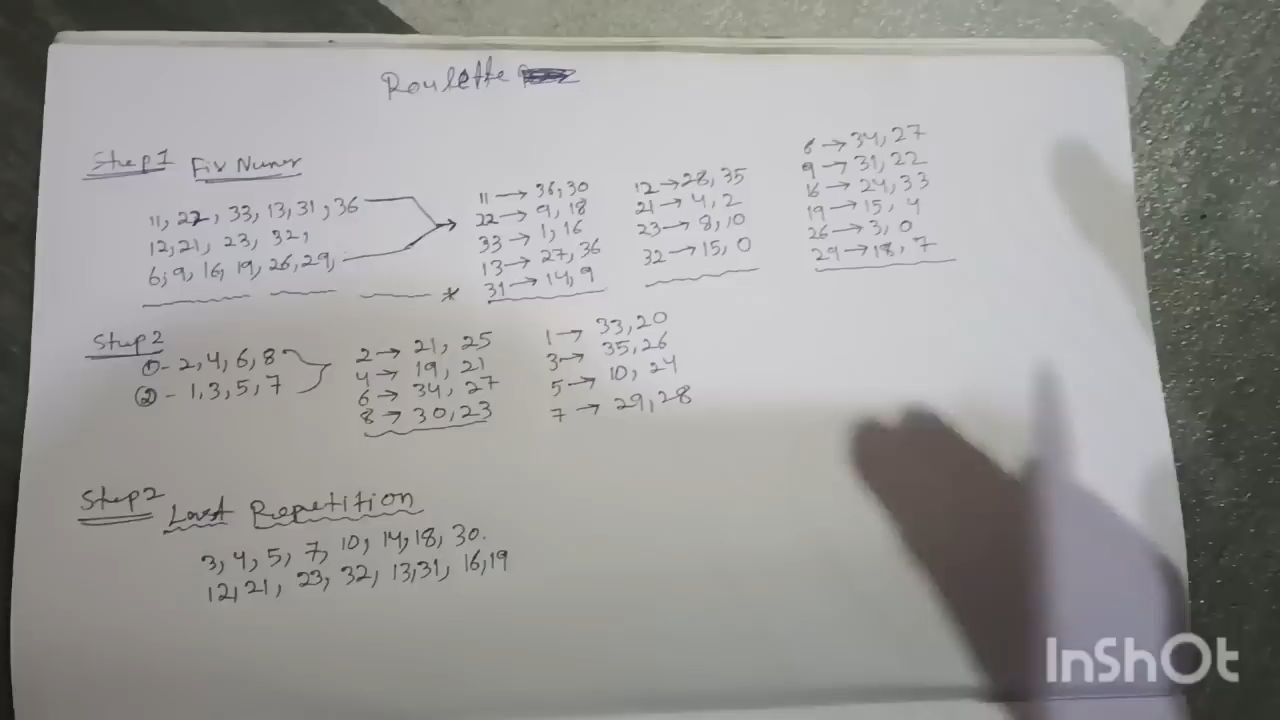 Roulette
Step1 Fix Numer
11, 22, 33, 13, 31, 36
12, 21, 23, 32,
6, 9, 16, 19, 26, 29,
11 → 36, 30
22 → 9, 18
33 → 1, 16
13 → 27, 36
31 → 14, 9
12 → 28, 35
21 → 4, 2
23 → 8, 10
32 → 15, 0
6 → 34, 27
9 → 31, 22
16 → 24, 33
19 → 15, 4
26 → 3, 0
29 → 18, 7
*
Step2
① - 2, 4, 6, 8
② - 1, 3, 5, 7
2 → 21, 25
4 → 19, 21
6 → 34, 27
8 → 30, 23
1 → 33, 20
3 → 35, 26
5 → 10, 24
7 → 29, 28
Step2 Last Repetition
3, 4, 5, 7, 10, 14, 18, 30.
12, 21, 23, 32, 13, 31, 16, 19
InShOt